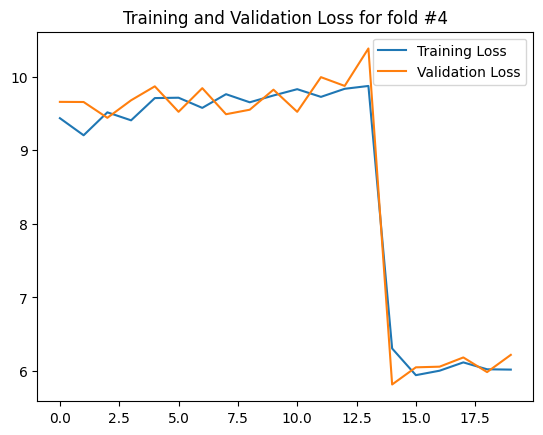 Training and Validation Loss for fold #4
Training Loss
Validation Loss
10
9
8
7
6
0.0 2.5 5.0 7.5 10.0 12.5 15.0 17.5